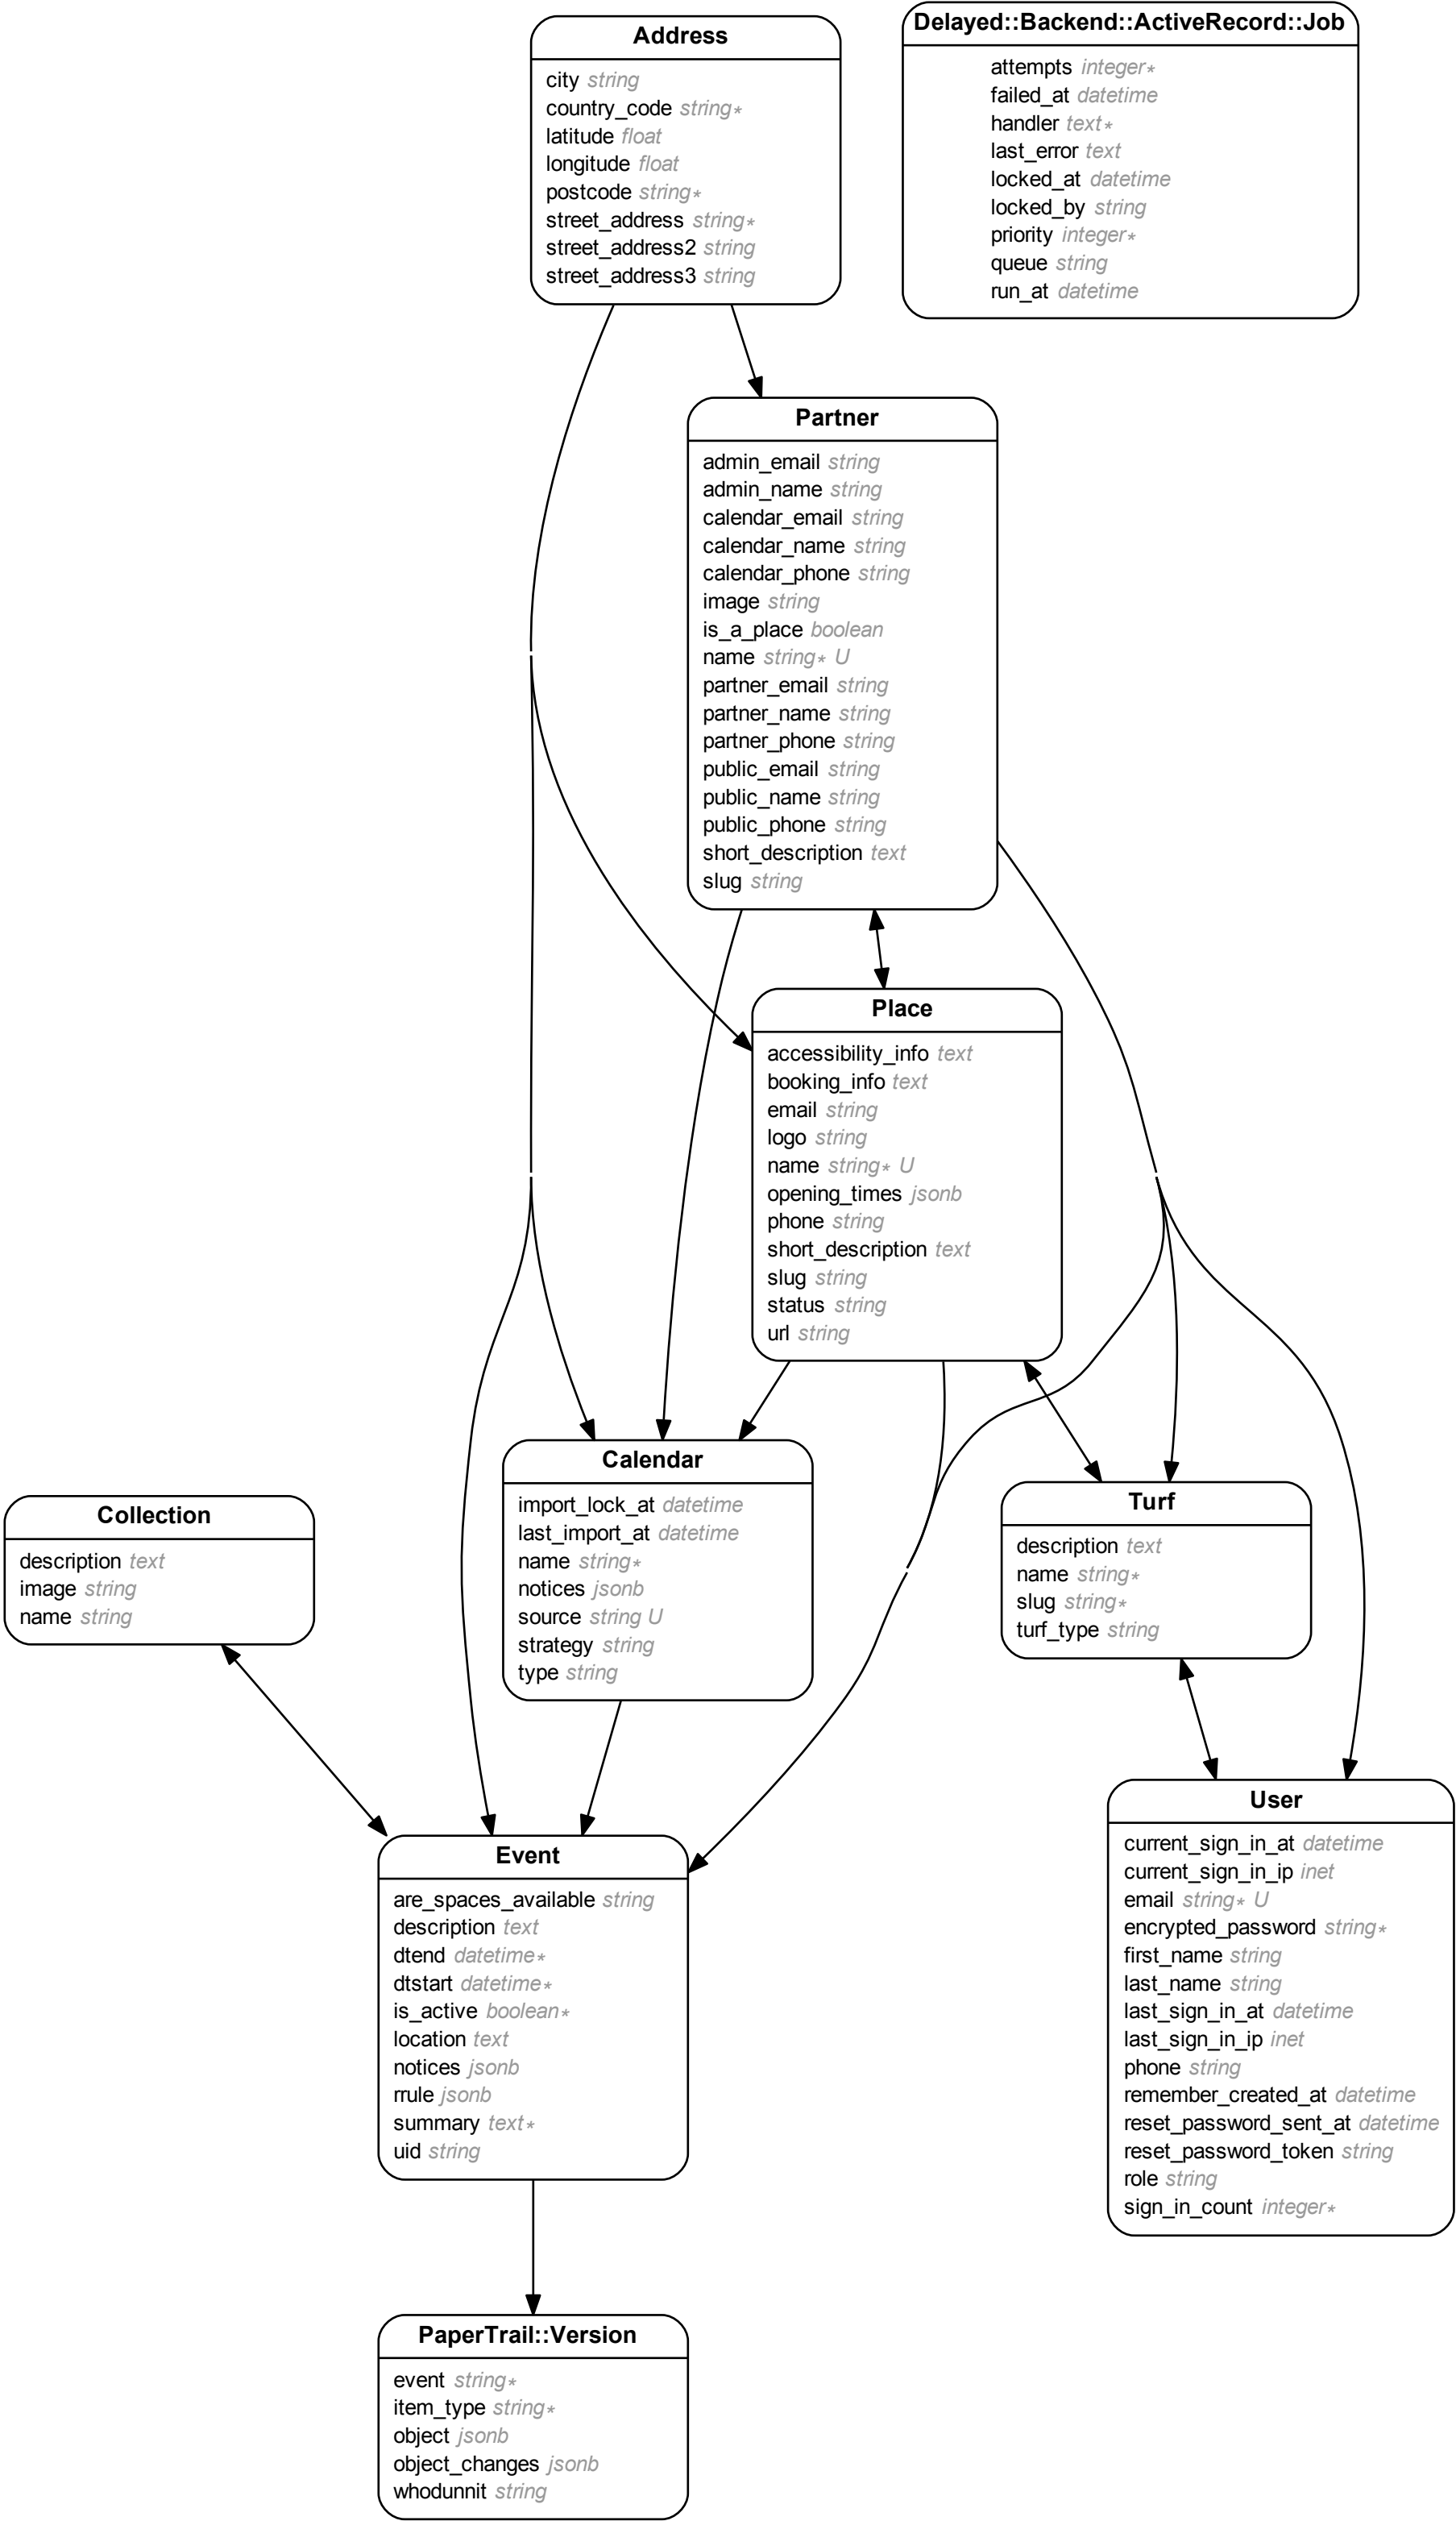 Address
city string
country_code string∗
latitude float
longitude float
postcode string∗
street_address string∗
street_address2 string
street_address3 string
Delayed::Backend::ActiveRecord::Job
attempts integer∗
failed_at datetime
handler text∗
last_error text
locked_at datetime
locked_by string
priority integer∗
queue string
run_at datetime
Partner
admin_email string
admin_name string
calendar_email string
calendar_name string
calendar_phone string
image string
is_a_place boolean
name string∗ U
partner_email string
partner_name string
partner_phone string
public_email string
public_name string
public_phone string
short_description text
slug string
Place
accessibility_info text
booking_info text
email string
logo string
name string∗ U
opening_times jsonb
phone string
short_description text
slug string
status string
url string
Calendar
import_lock_at datetime
last_import_at datetime
name string∗
notices jsonb
source string U
strategy string
type string
Collection
description text
image string
name string
Turf
description text
name string∗
slug string∗
turf_type string
User
current_sign_in_at datetime
current_sign_in_ip inet
email string∗ U
encrypted_password string∗
first_name string
last_name string
last_sign_in_at datetime
last_sign_in_ip inet
phone string
remember_created_at datetime
reset_password_sent_at datetime
reset_password_token string
role string
sign_in_count integer∗
Event
are_spaces_available string
description text
dtend datetime∗
dtstart datetime∗
is_active boolean∗
location text
notices jsonb
rrule jsonb
summary text∗
uid string
PaperTrail::Version
event string∗
item_type string∗
object jsonb
object_changes jsonb
whodunnit string